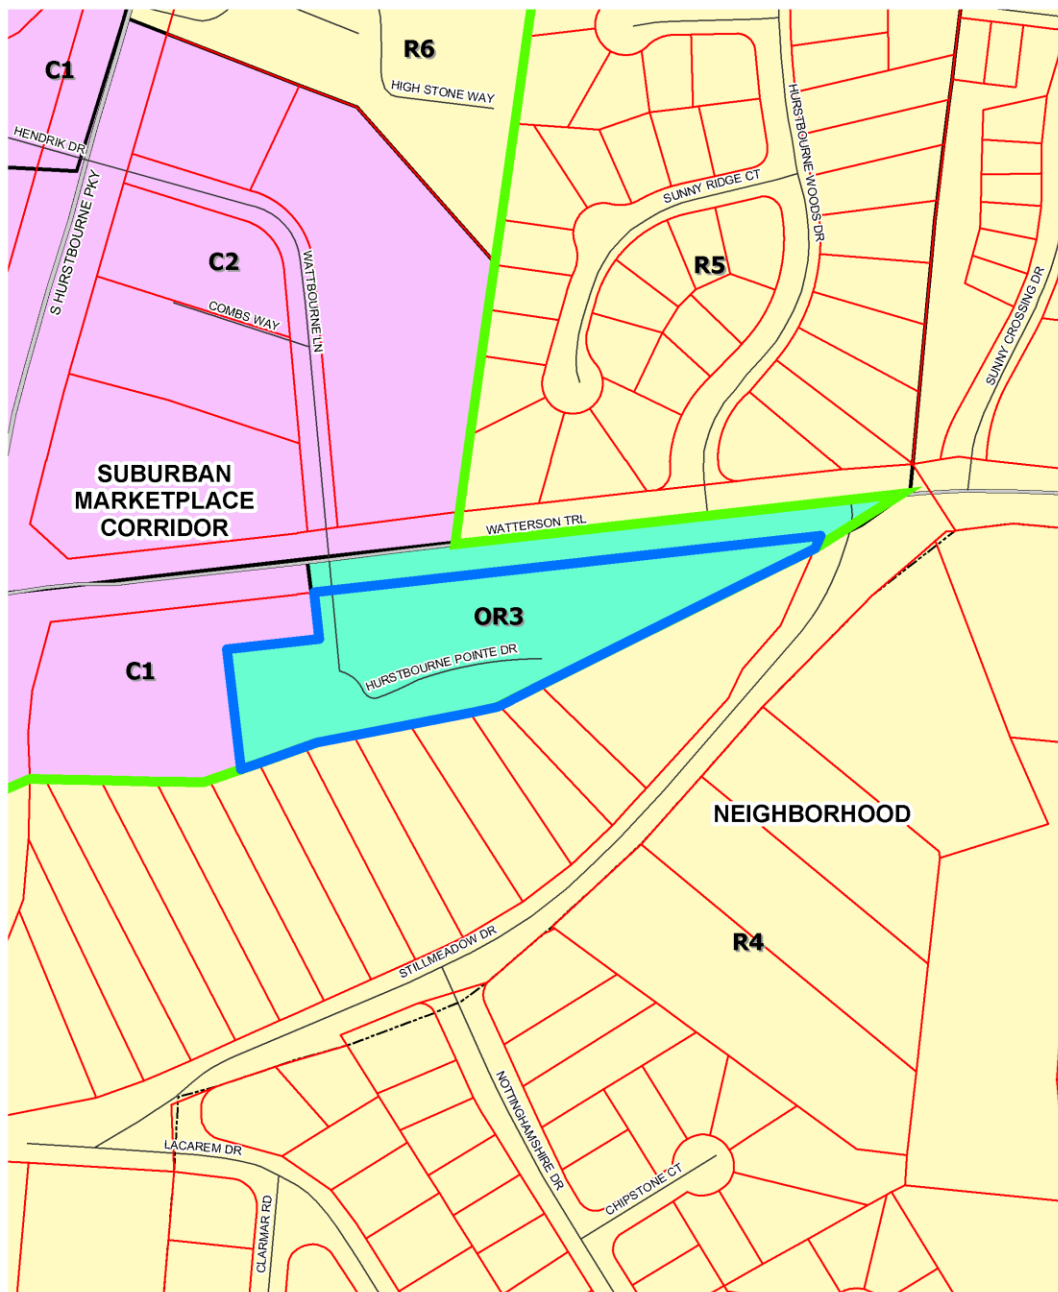 R6
C1
HIGH STONE WAY
HENDRIK DR
HURSTBOURNE WOODS DR
SUNNY RIDGE CT
S HURSTBOURNE PKY
C2
R5
WATTBOURNE LN
COMBS WAY
SUNNY CROSSING DR
SUBURBAN
MARKETPLACE
CORRIDOR
WATTERSON TRL
OR3
C1
HURSTBOURNE POINTE DR
NEIGHBORHOOD
R4
STILLMEADOW DR
NOTTINGHAMSHIRE DR
LACAREM DR
CHIPSTONE CT
CLARMAR RD